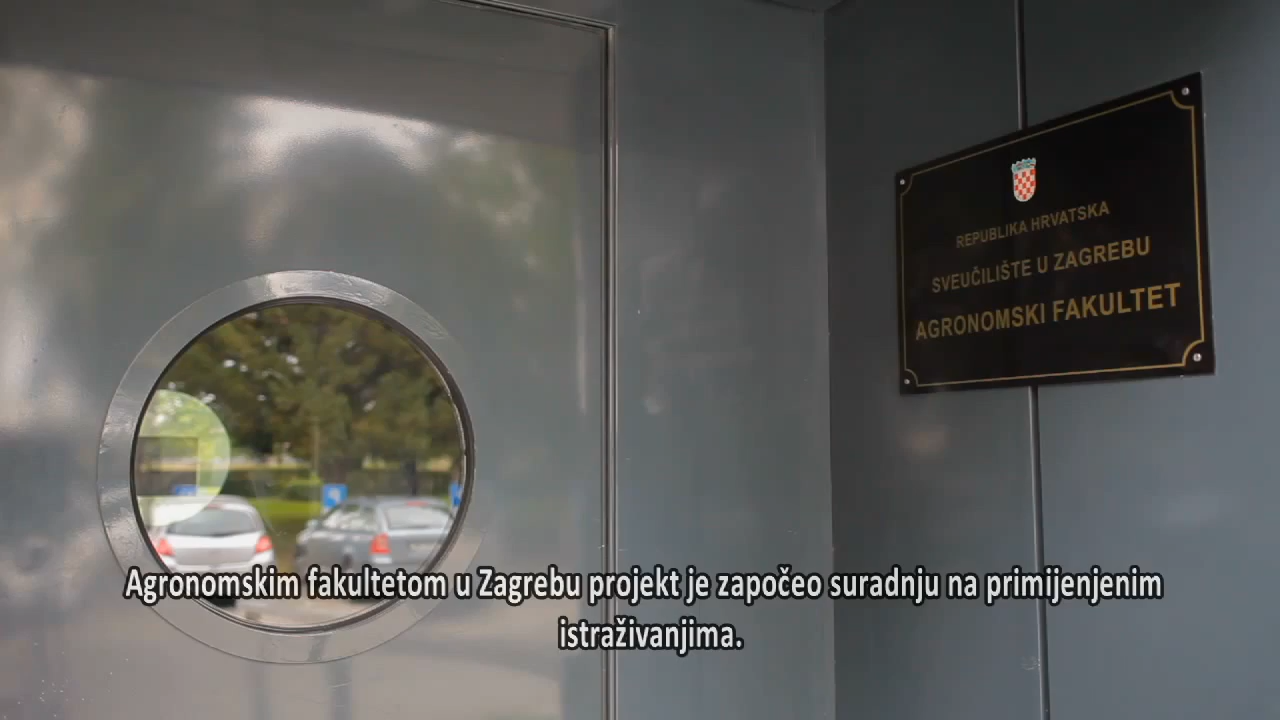 REPUBLIKA HRVATSKA
SVEUČILIŠTE U ZAGREBU
AGRONOMSKI FAKULTET
Agronomskim fakultetom u Zagrebu projekt je započeo suradnju na primijenjenim
istraživanjima.